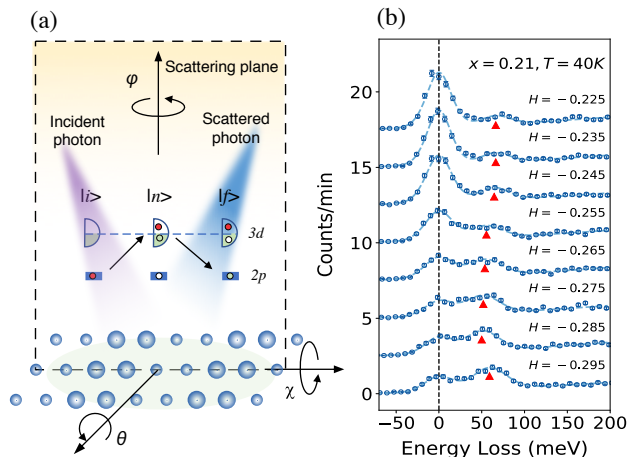 (a)
φ
Scattering plane
Incident
photon
Scattered
photon
|i>
|n>
|f>
3d
2p
χ
θ
(b)
x = 0.21, T = 40K
H = −0.225
H = −0.235
H = −0.245
H = −0.255
H = −0.265
H = −0.275
H = −0.285
H = −0.295
Counts/min
20
15
10
5
0
−50 0 50 100 150 200
Energy Loss (meV)